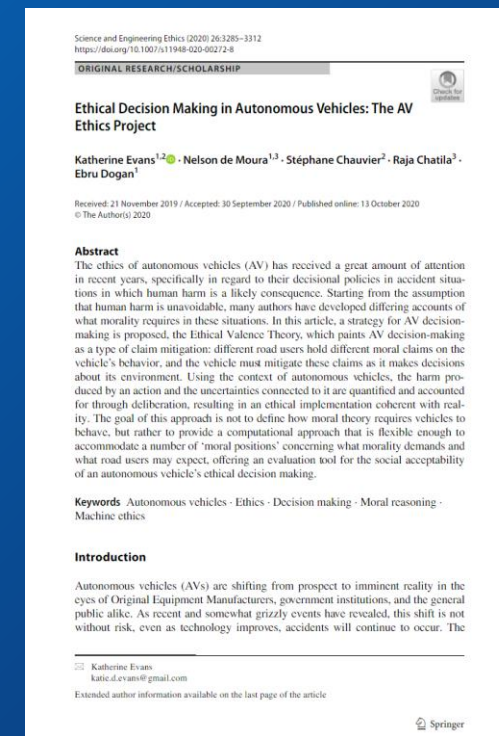 Science and Engineering Ethics (2020) 26:3285–3312
https://doi.org/10.1007/s11948-020-00272-8
ORIGINAL RESEARCH/SCHOLARSHIP
Check for
updates
Ethical Decision Making in Autonomous Vehicles: The AV
Ethics Project
Katherine Evans1,2 · Nelson de Moura1,3 · Stéphane Chauvier2 · Raja Chatila3 ·
Ebru Dogan1
Received: 21 November 2019 / Accepted: 30 September 2020 / Published online: 13 October 2020
© The Author(s) 2020
Abstract
The ethics of autonomous vehicles (AV) has received a great amount of attention
in recent years, specifically in regard to their decisional policies in accident situa-
tions in which human harm is a likely consequence. Starting from the assumption
that human harm is unavoidable, many authors have developed differing accounts of
what morality requires in these situations. In this article, a strategy for AV decision-
making is proposed, the Ethical Valence Theory, which paints AV decision-making
as a type of claim mitigation: different road users hold different moral claims on the
vehicle's behavior, and the vehicle must mitigate these claims as it makes decisions
about its environment. Using the context of autonomous vehicles, the harm pro-
duced by an action and the uncertainties connected to it are quantified and accounted
for through deliberation, resulting in an ethical implementation coherent with real-
ity. The goal of this approach is not to define how moral theory requires vehicles to
behave, but rather to provide a computational approach that is flexible enough to
accommodate a number of 'moral positions' concerning what morality demands and
what road users may expect, offering an evaluation tool for the social acceptability
of an autonomous vehicle's ethical decision making.
Keywords Autonomous vehicles · Ethics · Decision making · Moral reasoning ·
Machine ethics
Introduction
Autonomous vehicles (AVs) are shifting from prospect to imminent reality in the
eyes of Original Equipment Manufacturers, government institutions, and the general
public alike. As recent and somewhat grizzly events have revealed, this shift is not
without risk, even as technology improves, accidents will continue to occur. The
Katherine Evans
katie.d.evans@gmail.com
Extended author information available on the last page of the article
Springer